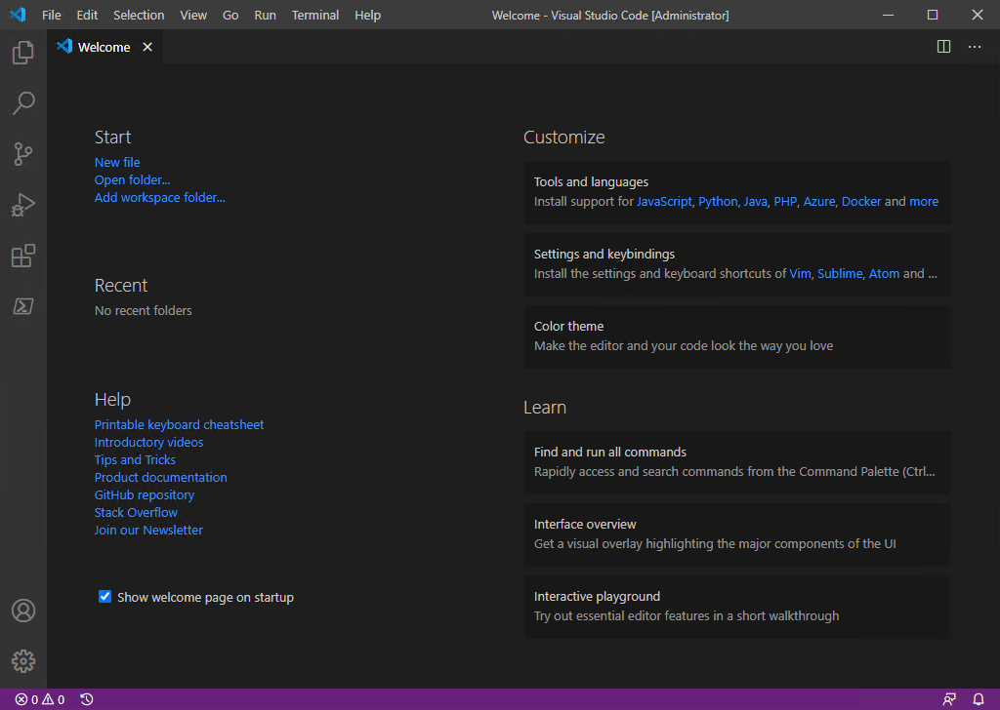 File Edit Selection View Go Run Terminal Help Welcome - Visual Studio Code [Administrator]
Welcome
Start
New file
Open folder...
Add workspace folder...
Recent
No recent folders
Help
Printable keyboard cheatsheet
Introductory videos
Tips and Tricks
Product documentation
GitHub repository
Stack Overflow
Join our Newsletter
Show welcome page on startup
Customize
Tools and languages
Install support for JavaScript, Python, Java, PHP, Azure, Docker and more
Settings and keybindings
Install the settings and keyboard shortcuts of Vim, Sublime, Atom and ...
Color theme
Make the editor and your code look the way you love
Learn
Find and run all commands
Rapidly access and search commands from the Command Palette (Ctrl...
Interface overview
Get a visual overlay highlighting the major components of the UI
Interactive playground
Try out essential editor features in a short walkthrough
0 0